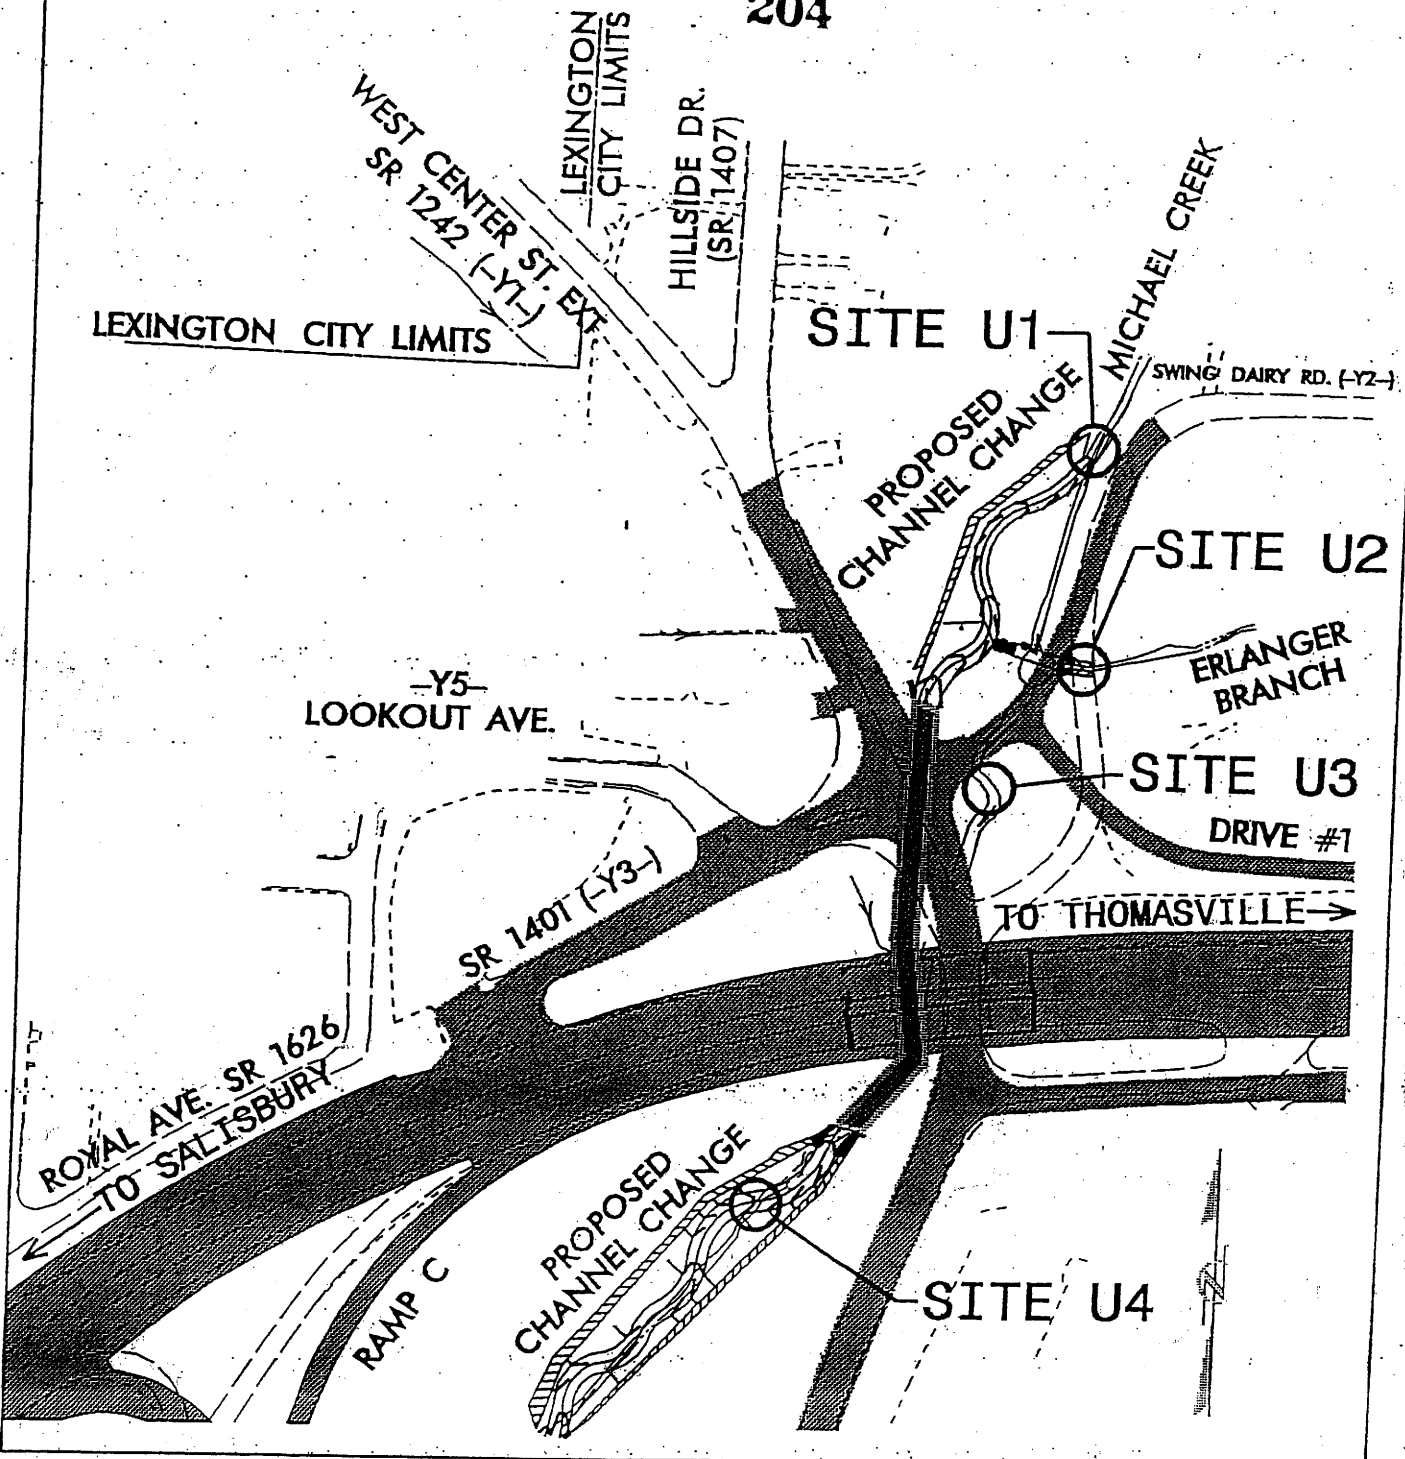 204
LEXINGTON
CITY LIMITS
WEST CENTER ST. EXT
SR 1242 (-Y1-)
HILLSIDE DR.
(SR 1407)
MICHAEL CREEK
LEXINGTON CITY LIMITS
SITE U1
SWING DAIRY RD. (-Y2-)
PROPOSED
CHANNEL CHANGE
SITE U2
ERLANGER
BRANCH
-Y5-
LOOKOUT AVE.
SITE U3
DRIVE #1
SR 1401 (-Y3-)
TO THOMASVILLE
ROYAL AVE. SR 1626
TO SALISBURY
PROPOSED
CHANNEL CHANGE
RAMP C
SITE U4
N